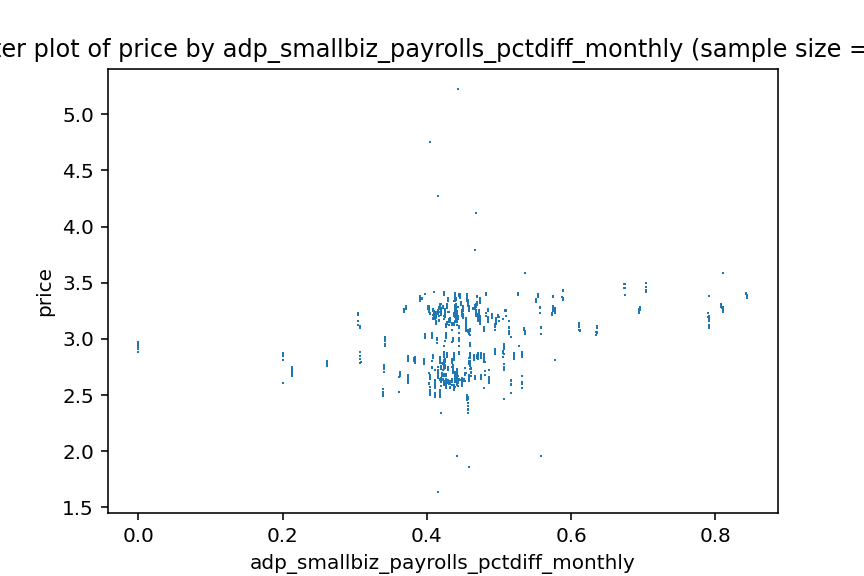 plot of price by adp_smallbiz_payrolls_pctdiff_monthly (sample size =
5.0
4.5
4.0
3.5
3.0
2.5
2.0
1.5
price
0.0 0.2 0.4 0.6 0.8
adp_smallbiz_payrolls_pctdiff_monthly